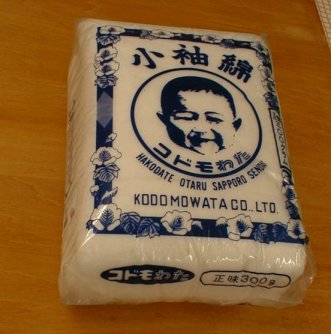 小袖綿
コドモわた
HAKODATE OTARU SAPPORO SENDAI
KODOMOWATA CO., LTD.
コドモわた
正味300g